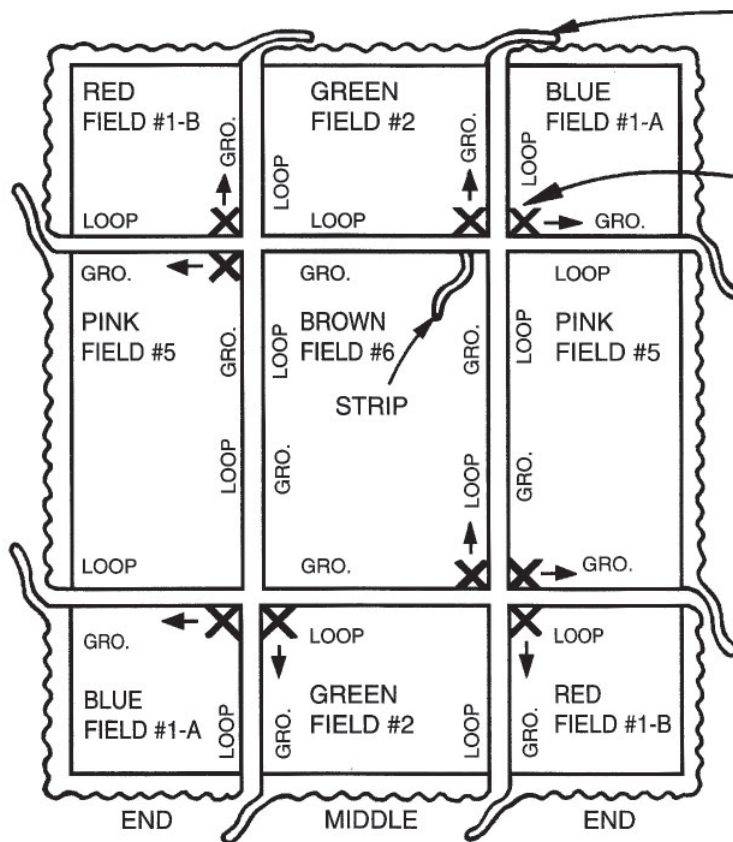 RED
FIELD #1-B
GRO.
LOOP
GREEN
FIELD #2
LOOP
GRO.
LOOP
BLUE
FIELD #1-A
LOOP
GRO.
GRO.
PINK
FIELD #5
GRO.
LOOP
LOOP
GRO.
BROWN
FIELD #6
LOOP
GRO.
STRIP
GRO.
LOOP
GRO.
LOOP
PINK
FIELD #5
LOOP
GRO.
GRO.
GRO.
BLUE
FIELD #1-A
LOOP
LOOP
GREEN
FIELD #2
GRO.
LOOP
LOOP
RED
FIELD #1-B
GRO.
END
MIDDLE
END